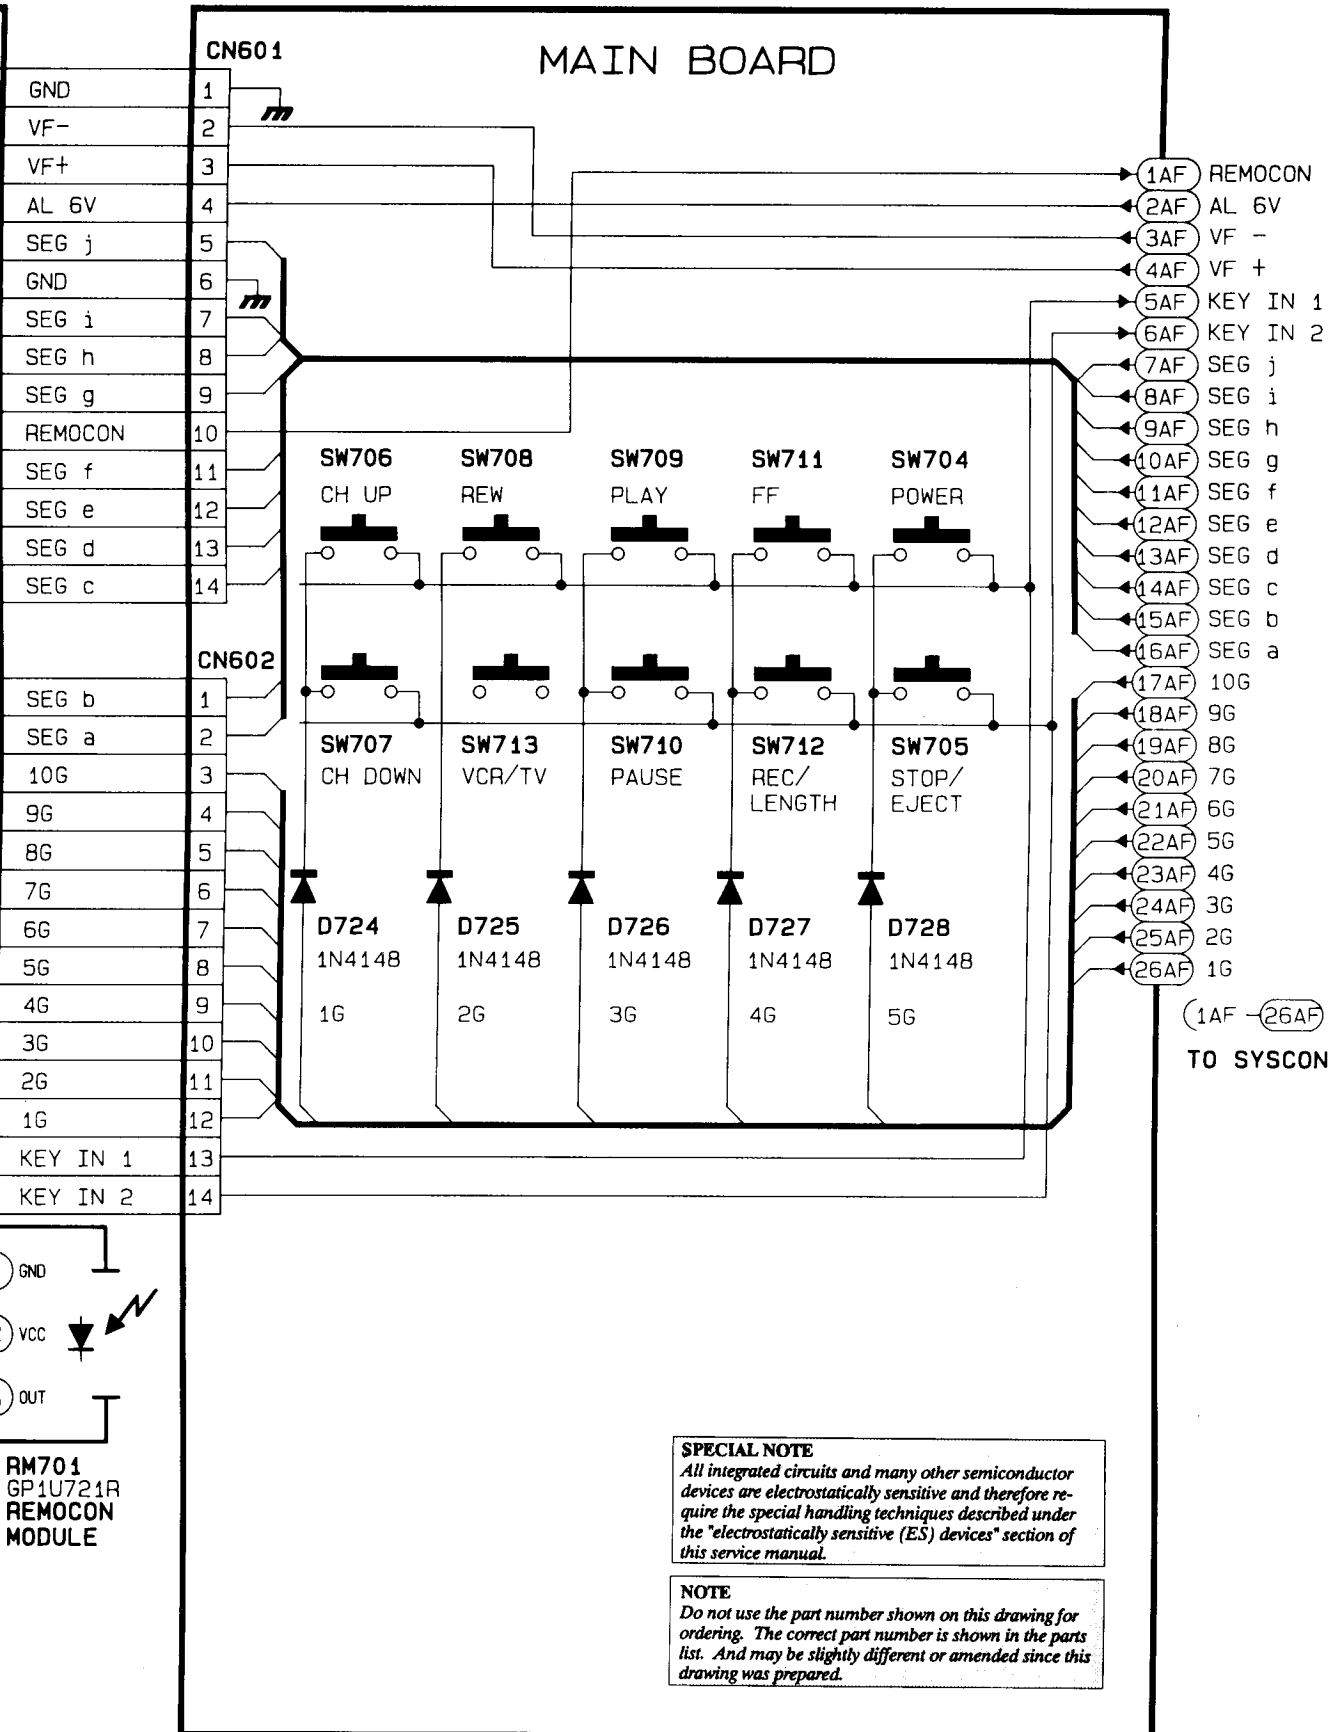 MAIN BOARD
CN601
GND 1
VF- 2
VF+ 3
AL 6V 4
SEG j 5
GND 6
SEG i 7
SEG h 8
SEG g 9
REMOCON 10
SEG f 11
SEG e 12
SEG d 13
SEG c 14
CN602
SEG b 1
SEG a 2
10G 3
9G 4
8G 5
7G 6
6G 7
5G 8
4G 9
3G 10
2G 11
1G 12
KEY IN 1 13
KEY IN 2 14
SW706
CH UP
SW708
REW
SW709
PLAY
SW711
FF
SW704
POWER
SW707
CH DOWN
SW713
VCR/TV
SW710
PAUSE
SW712
REC/
LENGTH
SW705
STOP/
EJECT
D724
1N4148
1G
D725
1N4148
2G
D726
1N4148
3G
D727
1N4148
4G
D728
1N4148
5G
1AF REMOCON
2AF AL 6V
3AF VF -
4AF VF +
5AF KEY IN 1
6AF KEY IN 2
7AF SEG j
8AF SEG i
9AF SEG h
10AF SEG g
11AF SEG f
12AF SEG e
13AF SEG d
14AF SEG c
15AF SEG b
16AF SEG a
17AF 10G
18AF 9G
19AF 8G
20AF 7G
21AF 6G
22AF 5G
23AF 4G
24AF 3G
25AF 2G
26AF 1G
(1AF - 26AF)
TO SYSCON
GND
VCC
OUT
RM701
GP1U721R
REMOCON
MODULE
SPECIAL NOTE
All integrated circuits and many other semiconductor
devices are electrostatically sensitive and therefore re-
quire the special handling techniques described under
the "electrostatically sensitive (ES) devices" section of
this service manual.
NOTE
Do not use the part number shown on this drawing for
ordering. The correct part number is shown in the parts
list. And may be slightly different or amended since this
drawing was prepared.